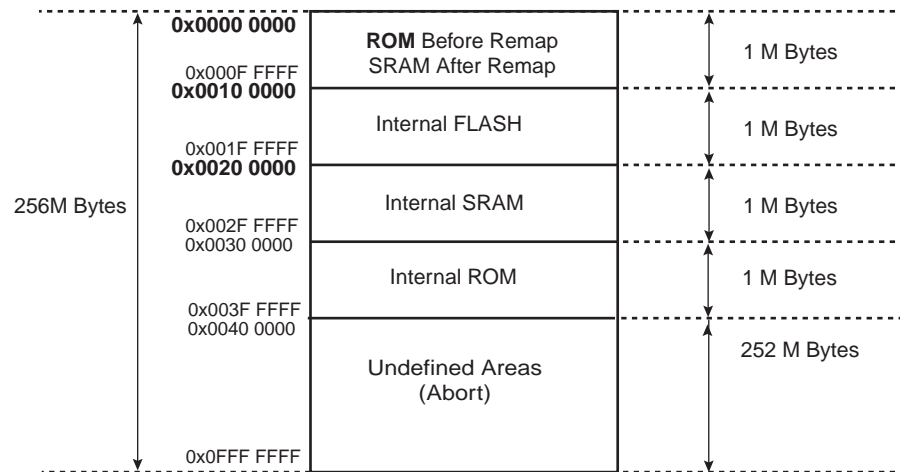 0x0000 0000
ROM Before Remap
SRAM After Remap
1 M Bytes
0x000F FFFF
0x0010 0000
Internal FLASH
1 M Bytes
0x001F FFFF
0x0020 0000
256M Bytes
Internal SRAM
1 M Bytes
0x002F FFFF
0x0030 0000
Internal ROM
1 M Bytes
0x003F FFFF
0x0040 0000
252 M Bytes
Undefined Areas
(Abort)
0x0FFF FFFF